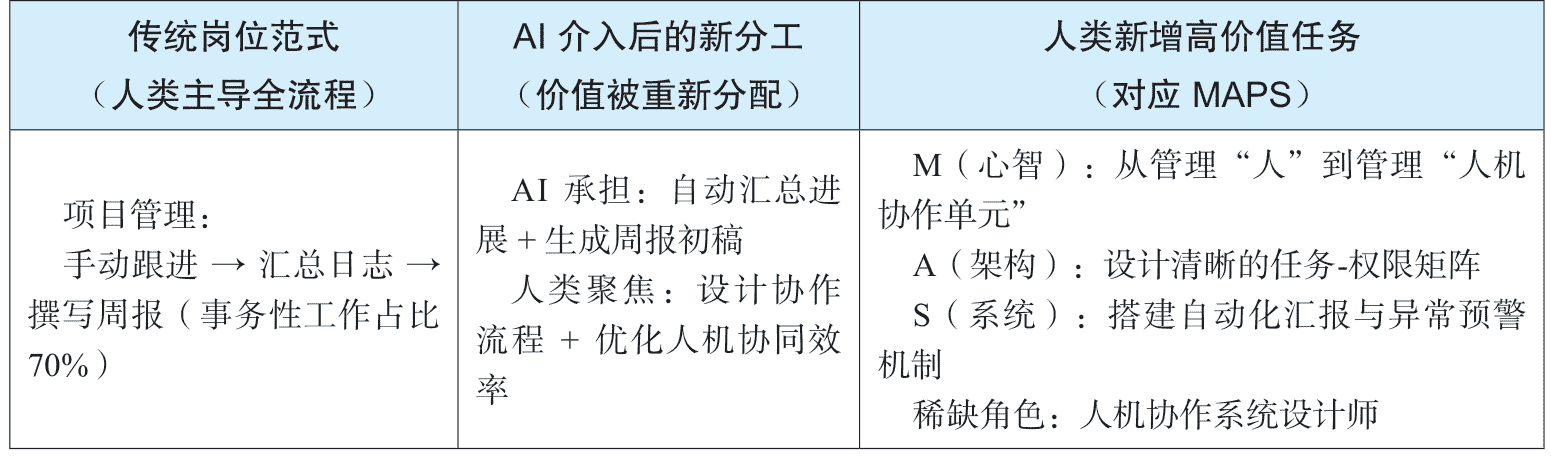 传统岗位范式
（人类主导全流程）
AI 介入后的新分工
（价值被重新分配）
人类新增高价值任务
（对应 MAPS）
项目管理：
手动跟进 → 汇总日志 →
撰写周报（事务性工作占比
70%）
AI 承担：自动汇总进
展 + 生成周报初稿
人类聚焦：设计协作
流程 + 优化人机协同效
率
M（心智）：从管理“人”到管理“人机
协作单元”
A（架构）：设计清晰的任务-权限矩阵
S（系统）：搭建自动化汇报与异常预警
机制
稀缺角色：人机协作系统设计师